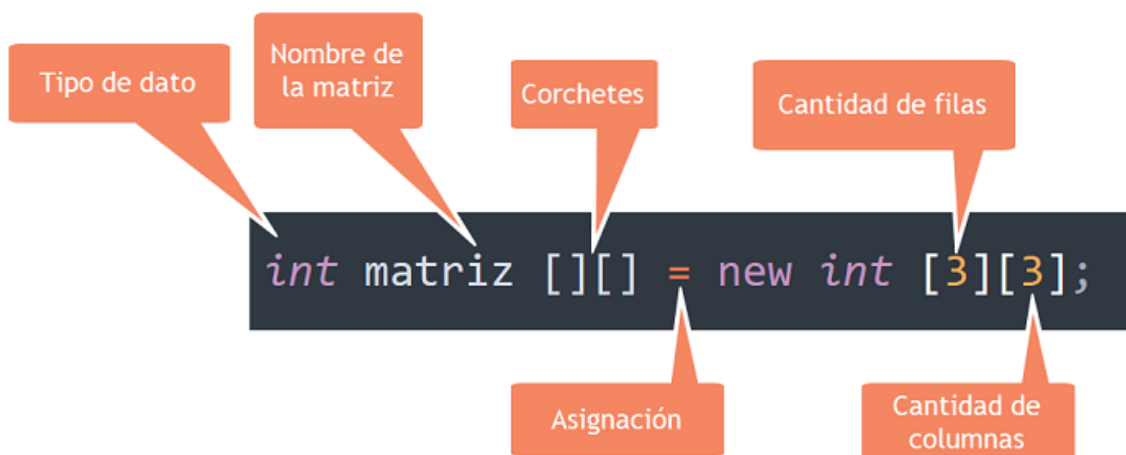 Tipo de dato
Nombre de
la matriz
Corchetes
Cantidad de filas
int matriz [][] = new int [3][3];
Asignación
Cantidad de
columnas